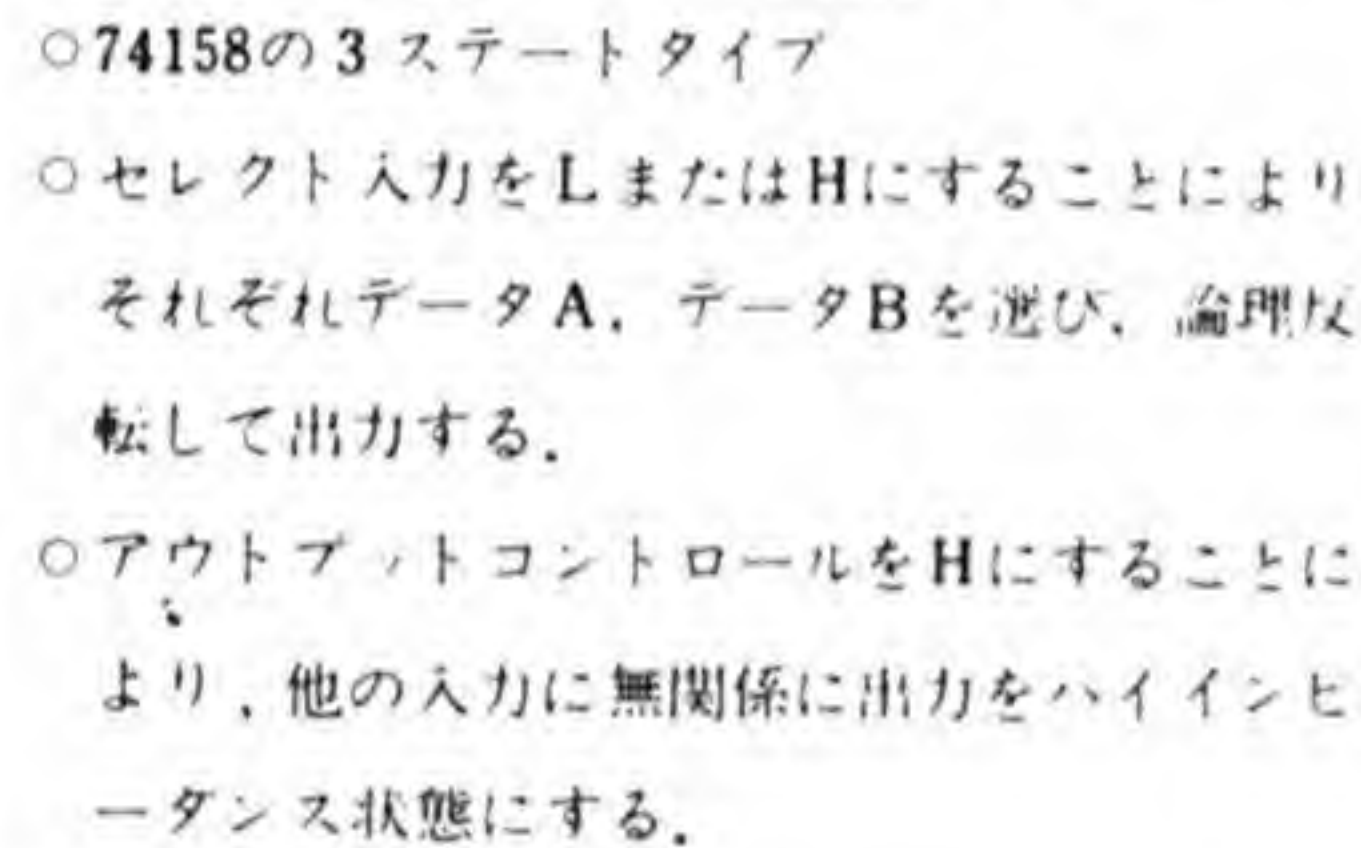 ○74158の3ステートタイプ
○セレクト入力をLまたはHにすることにより
それぞれデータA，データBを選び，論理反
転して出力する．
○アウトプットコントロールをHにすることに
より，他の入力に無関係に出力をハイインピ
ーダンス状態にする．